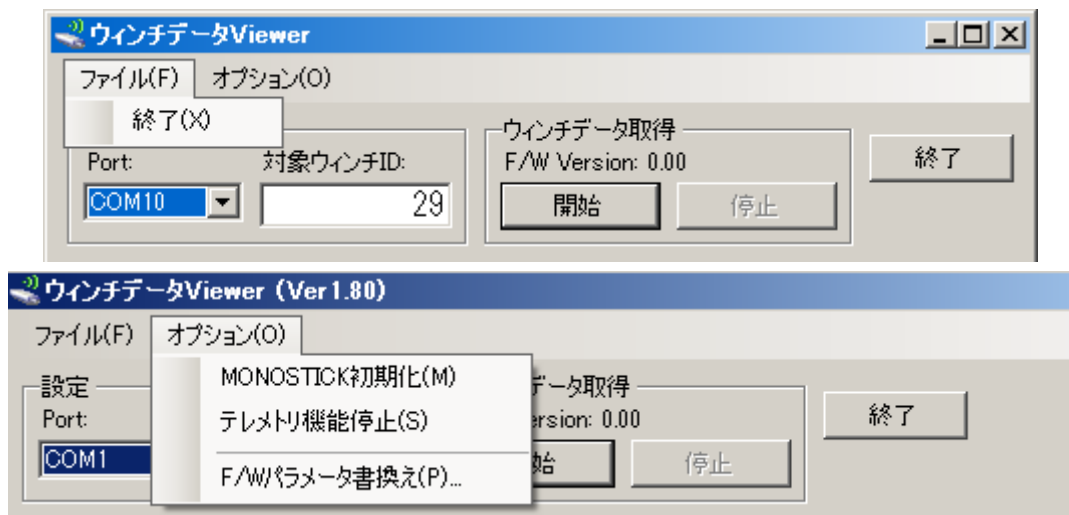 ウィンチデータViewer
ファイル(F) オプション(O)
終了(X)
ウィンチデータ取得
Port: 対象ウィンチID: F/W Version: 0.00 終了
COM10 29 開始 停止
ウィンチデータViewer (Ver1.80)
ファイル(F) オプション(O)
MONOSTICK初期化(M)
設定 データ取得
Port: テレメトリ機能停止(S) ersion: 0.00 終了
COM1 始 停止
F/Wパラメータ書換え(P)...